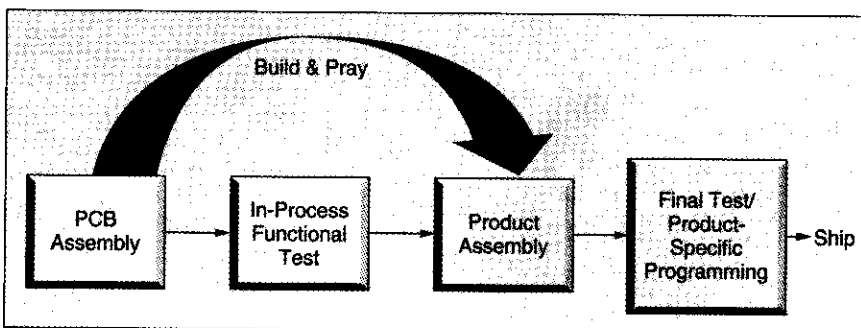 Build & Pray
PCB
Assembly
In-Process
Functional
Test
Product
Assembly
Final Test/
Product-
Specific
Programming
Ship